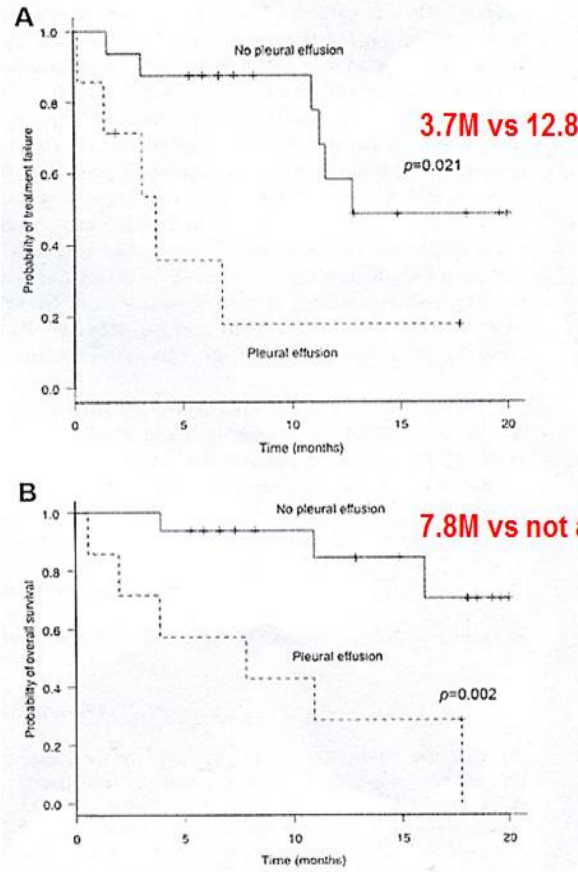 A
1.0
No pleural effusion
0.8
3.7M vs 12.8
p=0.021
0.6
Probability of treatment failure
0.4
Pleural effusion
0.2
0.0
0 5 10 15 20
Time (months)
B
1.0
No pleural effusion
7.8M vs not
0.8
Probability of overall survival
0.6
Pleural effusion
0.4
p=0.002
0.2
0.0
0 5 10 15 20
Time (months)